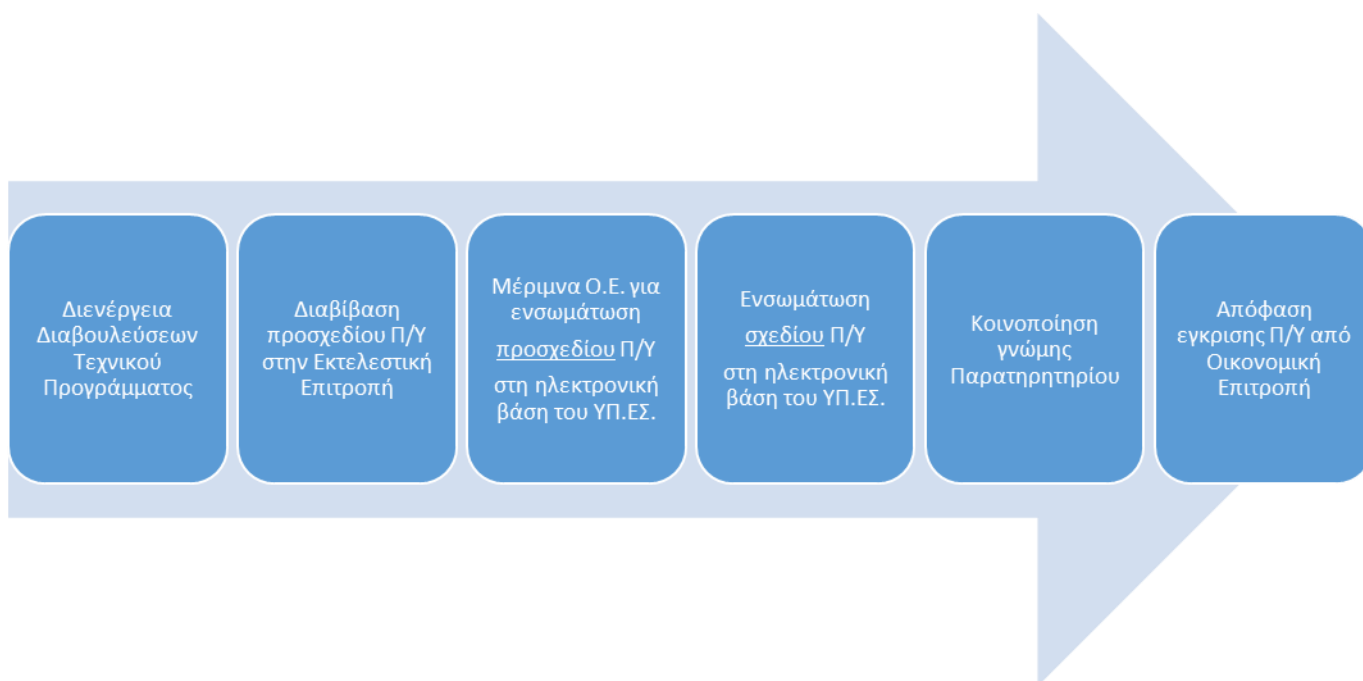 Διενέργεια
Διαβουλεύσεων
Τεχνικού
Προγράμματος
Διαβίβαση
προσχεδίου Π/Υ
στην Εκτελεστική
Επιτροπή
Μέριμνα Ο.Ε. για
ενσωμάτωση
προσχεδίου Π/Υ
στη ηλεκτρονική
βάση του ΥΠ.ΕΣ.
Ενσωμάτωση
σχεδίου Π/Υ
στη ηλεκτρονική
βάση του ΥΠ.ΕΣ.
Κοινοποίηση
γνώμης
Παρατηρητηρίου
Απόφαση
εγκρισης Π/Υ από
Οικονομική
Επιτροπή